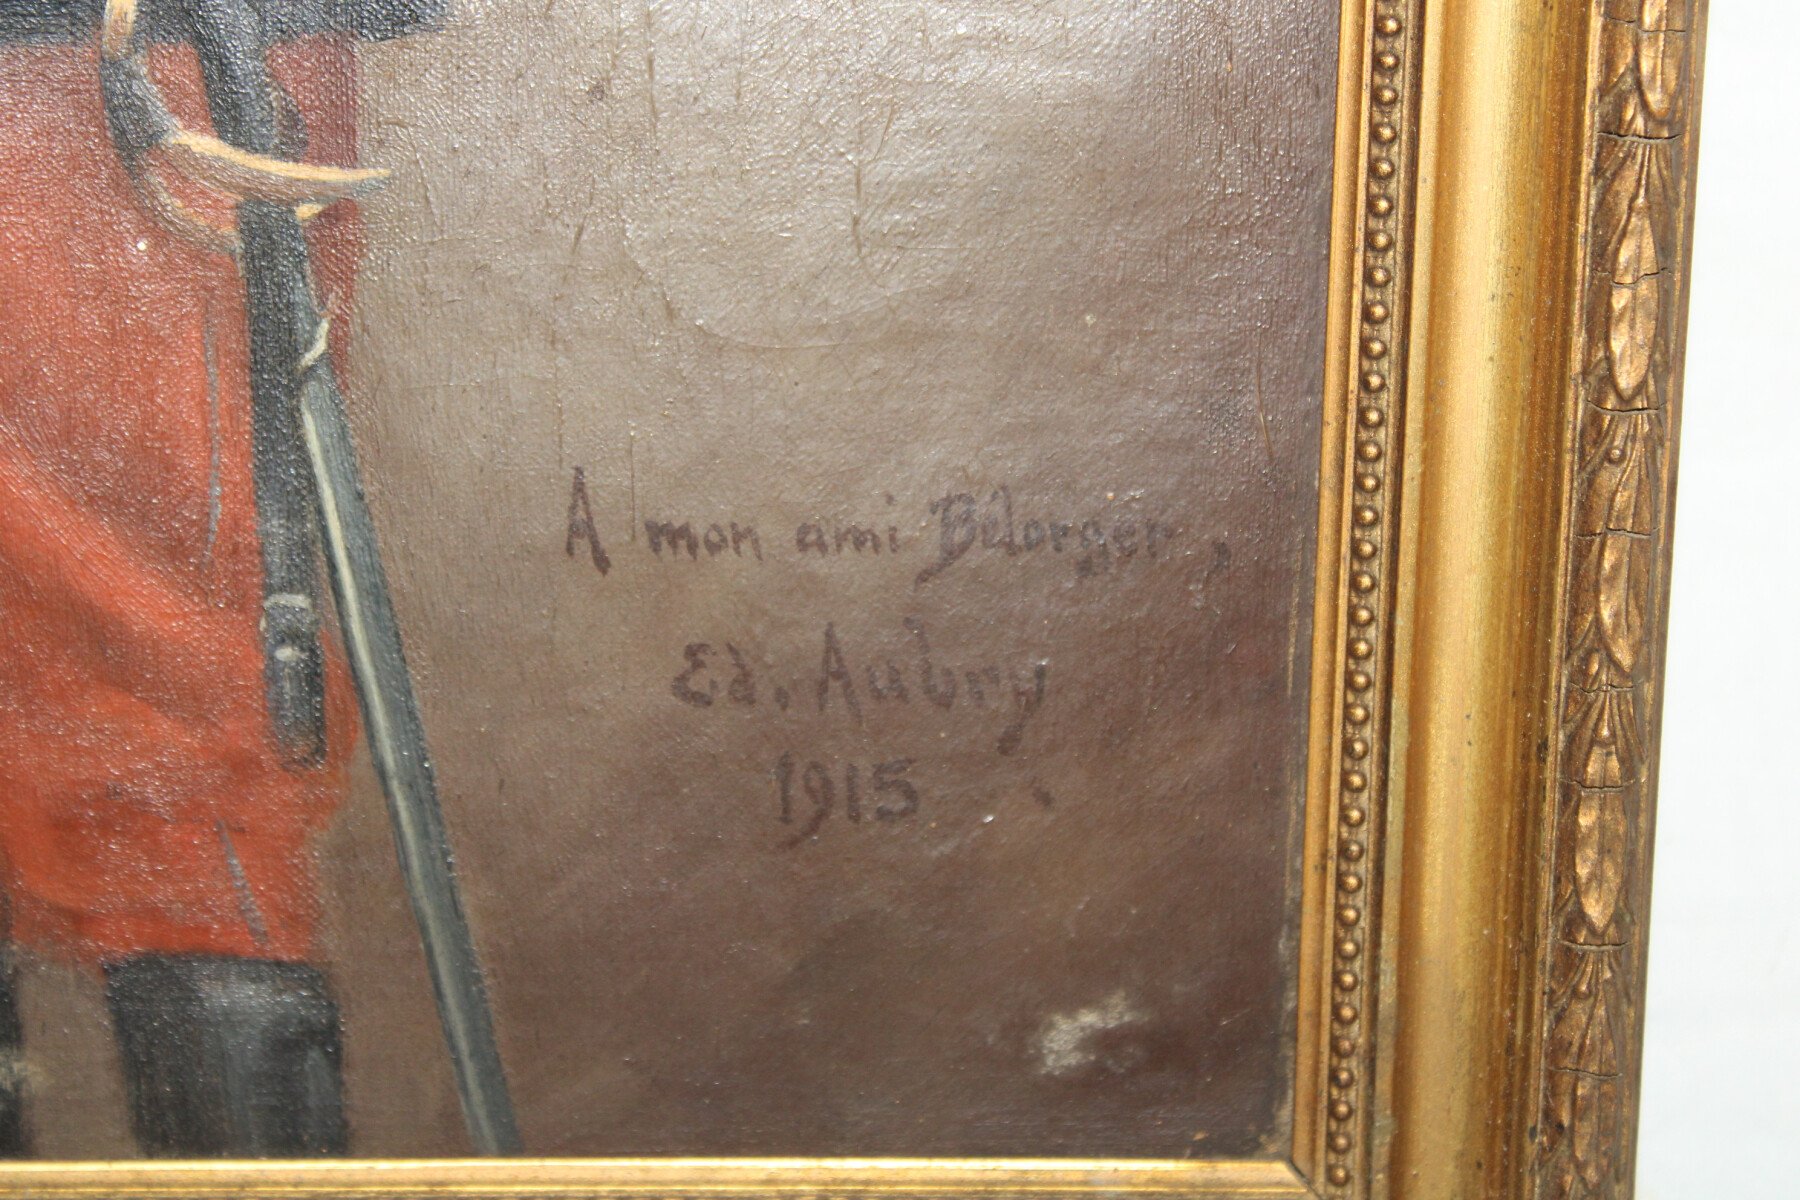 A mon ami Bélorger,
Ed. Aubry
1915